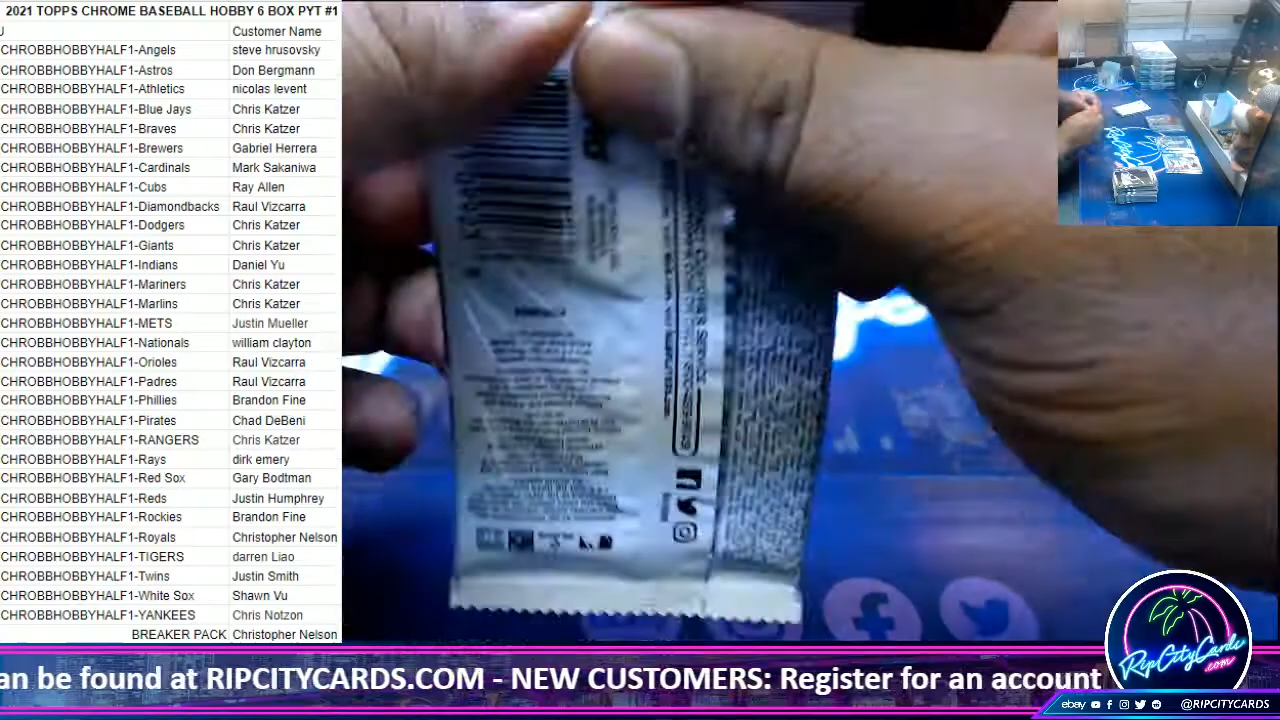 2021 TOPPS CHROME BASEBALL HOBBY 6 BOX PYT #1
Customer Name
CHROBBHOBBYHALF1-Angels steve hrusovsky
CHROBBHOBBYHALF1-Astros Don Bergmann
CHROBBHOBBYHALF1-Athletics nicolas levent
CHROBBHOBBYHALF1-Blue Jays Chris Katzer
CHROBBHOBBYHALF1-Braves Chris Katzer
CHROBBHOBBYHALF1-Brewers Gabriel Herrera
CHROBBHOBBYHALF1-Cardinals Mark Sakaniwa
CHROBBHOBBYHALF1-Cubs Ray Allen
CHROBBHOBBYHALF1-Diamondbacks Raul Vizcarra
CHROBBHOBBYHALF1-Dodgers Chris Katzer
CHROBBHOBBYHALF1-Giants Chris Katzer
CHROBBHOBBYHALF1-Indians Daniel Yu
CHROBBHOBBYHALF1-Mariners Chris Katzer
CHROBBHOBBYHALF1-Marlins Chris Katzer
CHROBBHOBBYHALF1-METS Justin Mueller
CHROBBHOBBYHALF1-Nationals william clayton
CHROBBHOBBYHALF1-Orioles Raul Vizcarra
CHROBBHOBBYHALF1-Padres Raul Vizcarra
CHROBBHOBBYHALF1-Phillies Brandon Fine
CHROBBHOBBYHALF1-Pirates Chad DeBeni
CHROBBHOBBYHALF1-RANGERS Chris Katzer
CHROBBHOBBYHALF1-Rays dirk emery
CHROBBHOBBYHALF1-Red Sox Gary Bodtman
CHROBBHOBBYHALF1-Reds Justin Humphrey
CHROBBHOBBYHALF1-Rockies Brandon Fine
CHROBBHOBBYHALF1-Royals Christopher Nelson
CHROBBHOBBYHALF1-TIGERS darren Liao
CHROBBHOBBYHALF1-Twins Justin Smith
CHROBBHOBBYHALF1-White Sox Shawn Vu
CHROBBHOBBYHALF1-YANKEES Chris Notzon
BREAKER PACK Christopher Nelson
an be found at RIPCITYCARDS.COM - NEW CUSTOMERS: Register for an account
RipCityCards
.com
ebay @RIPCITYCARDS